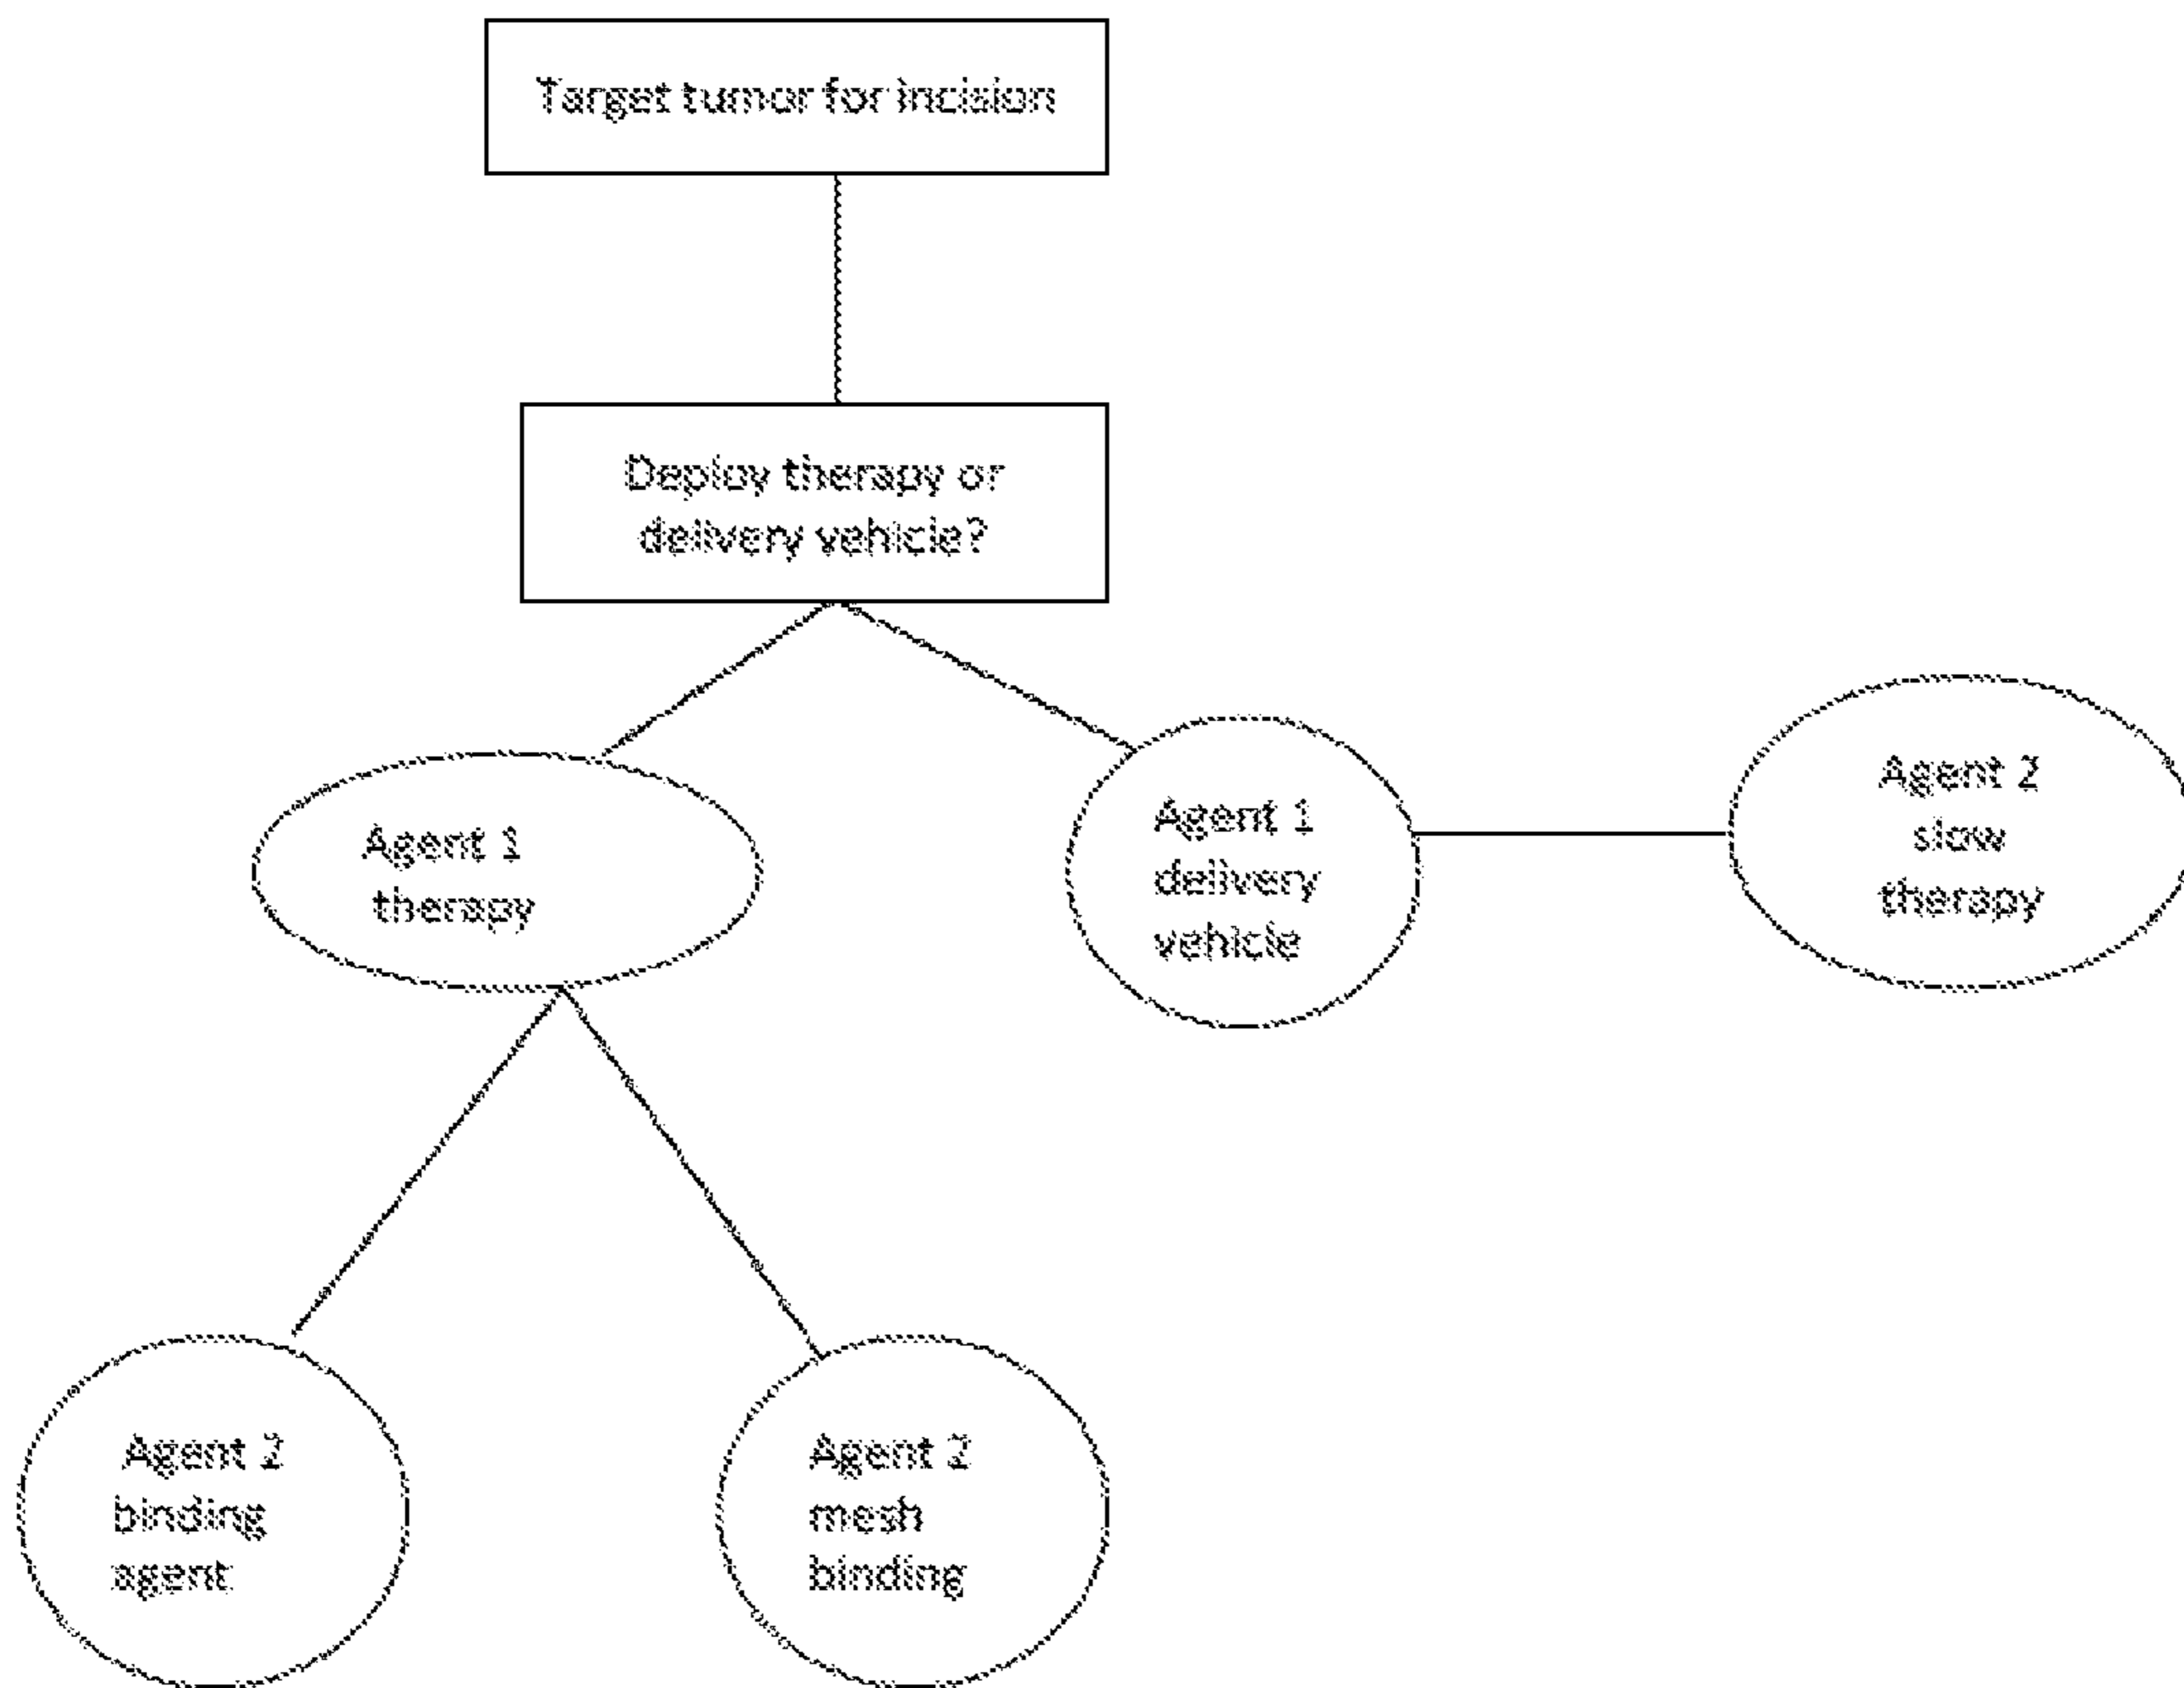 Target tumor for incision
Deploy therapy or
delivery vehicle?
Agent 1
therapy
Agent 1
delivery
vehicle
Agent 2
slow
therapy
Agent 2
binding
agent
Agent 2
mesh
binding